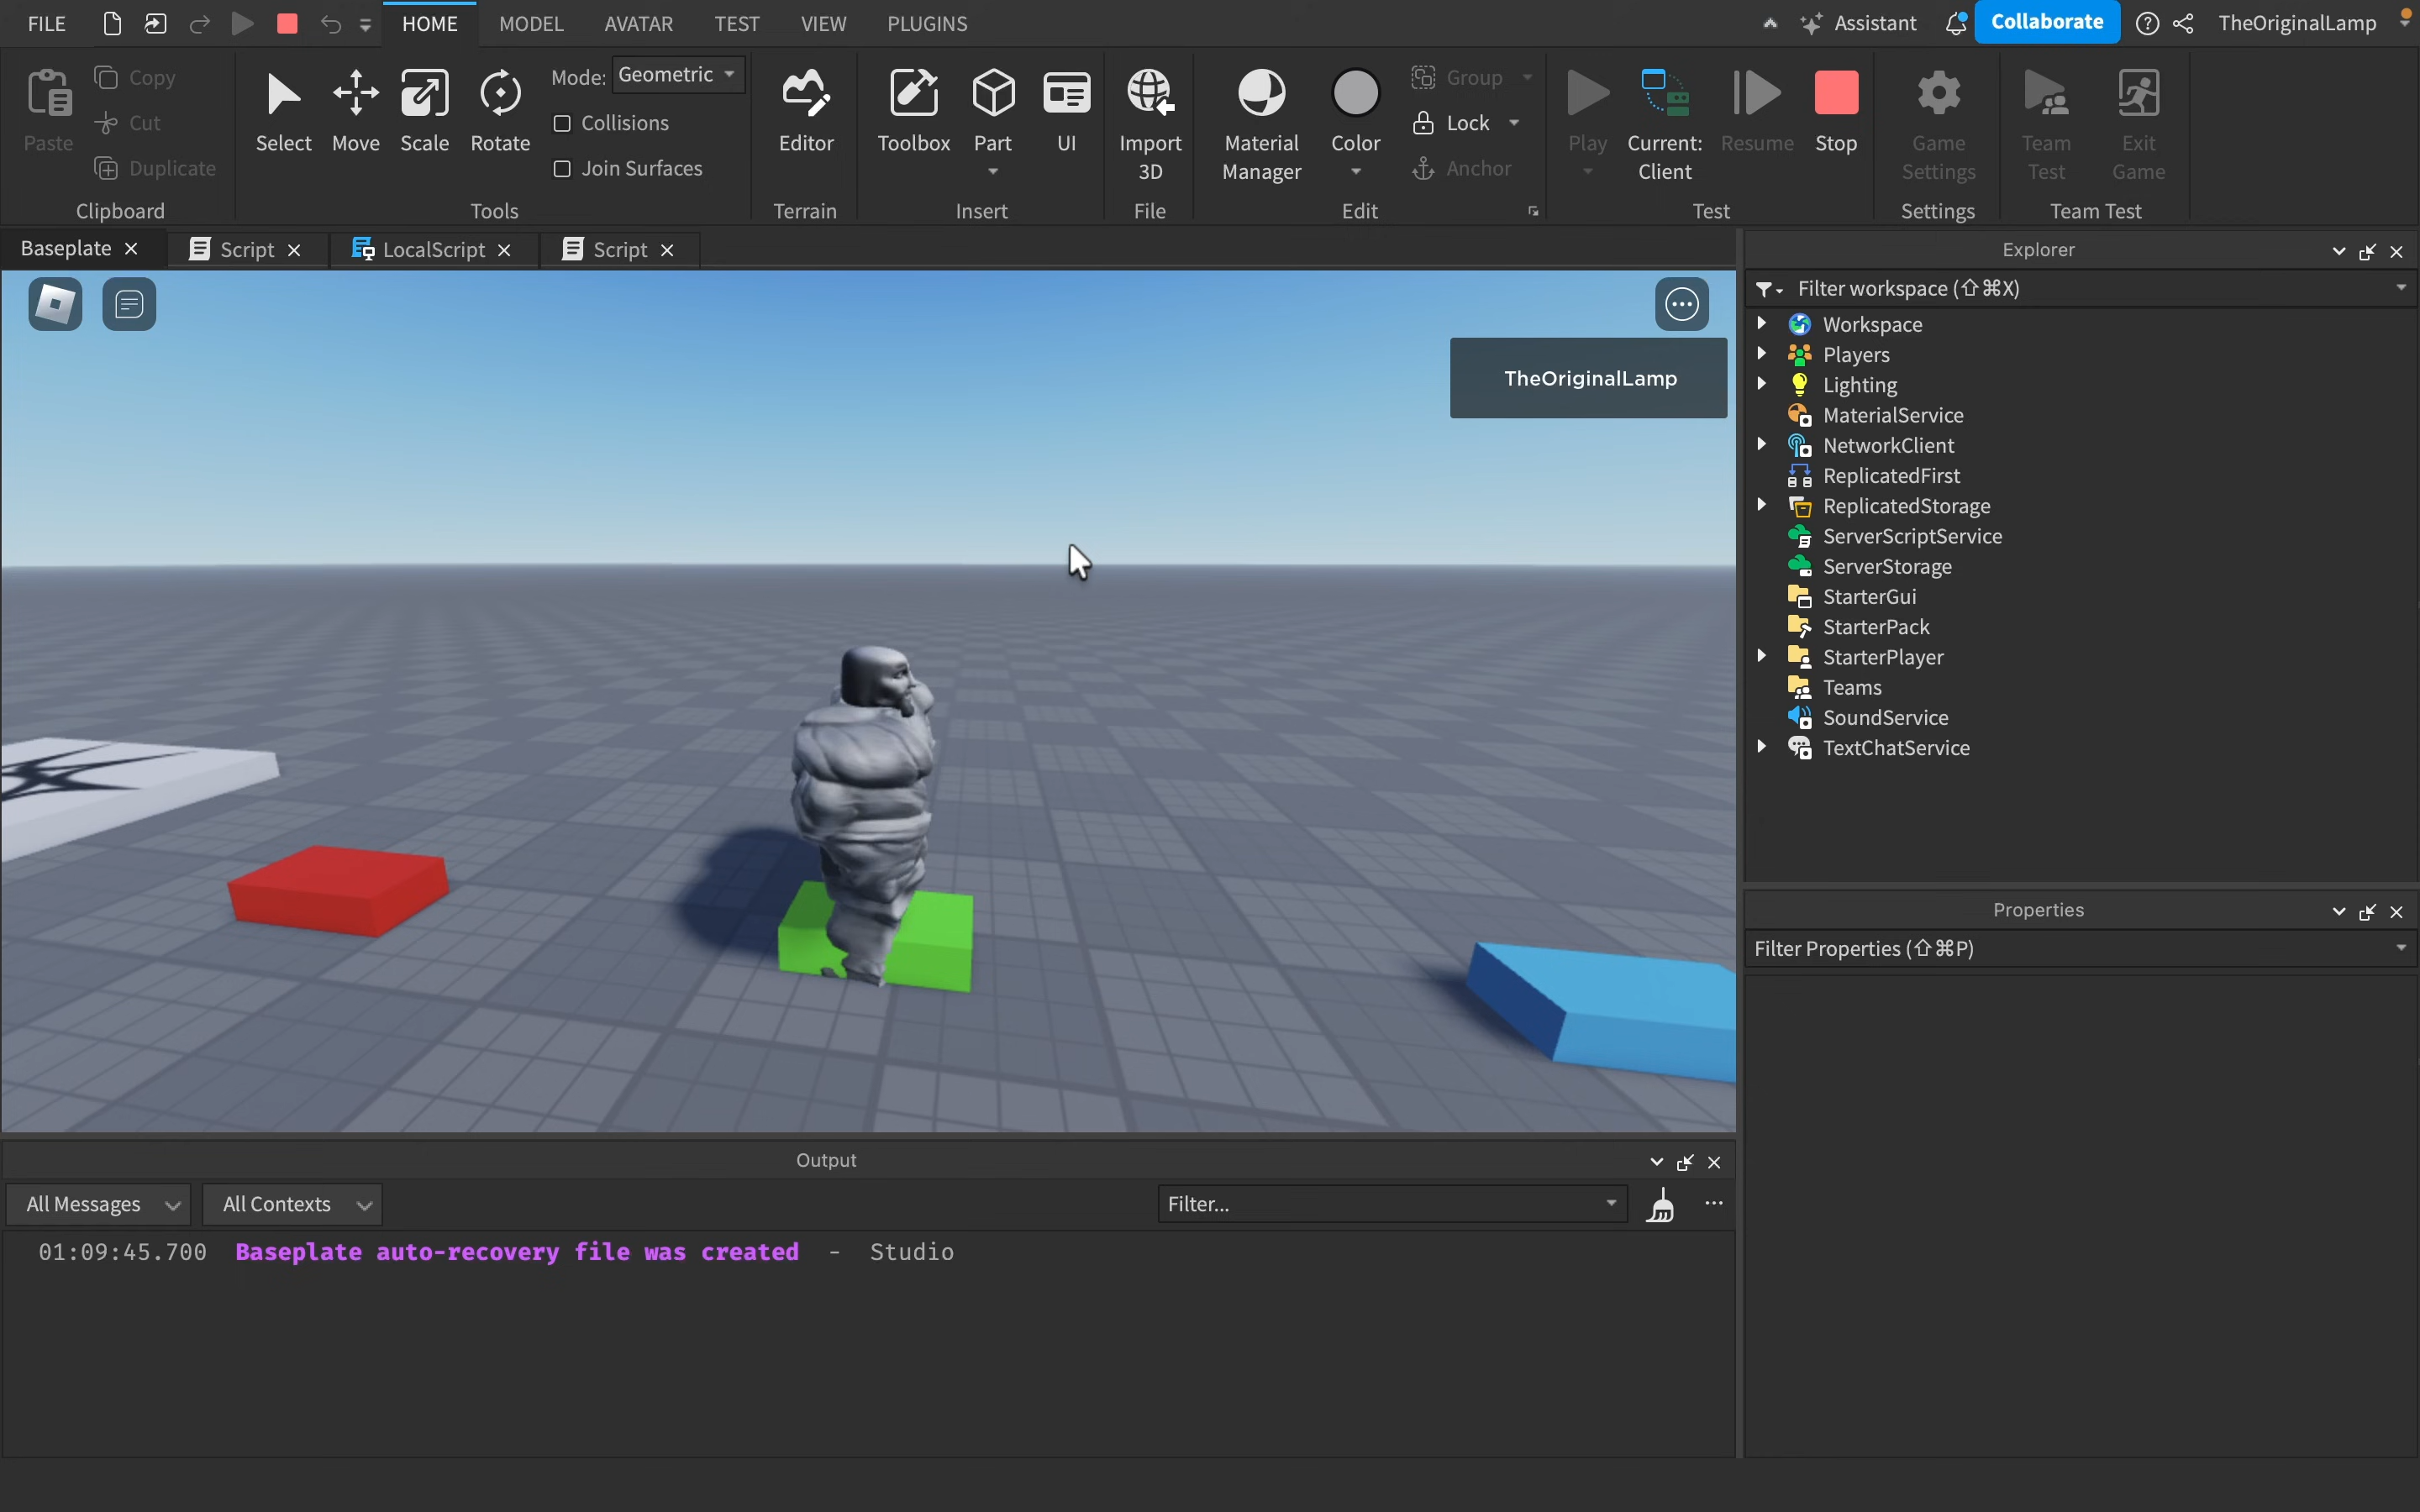 FILE HOME MODEL AVATAR TEST VIEW PLUGINS Assistant Collaborate TheOriginalLamp
Paste
Copy
Cut
Duplicate
Clipboard
Select Move Scale Rotate
Mode: Geometric
Collisions
Join Surfaces
Tools
Editor
Terrain
Toolbox Part UI
Insert
Import
3D
File
Material
Manager
Color
Group
Lock
Anchor
Edit
Play
Current:
Client
Resume
Stop
Test
Game
Settings
Settings
Team
Test
Exit
Game
Team Test
Baseplate Script LocalScript Script
TheOriginalLamp
Explorer
Filter workspace (⇧⌘X)
Workspace
Players
Lighting
MaterialService
NetworkClient
ReplicatedFirst
ReplicatedStorage
ServerScriptService
ServerStorage
StarterGui
StarterPack
StarterPlayer
Teams
SoundService
TextChatService
Properties
Filter Properties (⇧⌘P)
Output
All Messages All Contexts Filter...
01:09:45.700 Baseplate auto-recovery file was created - Studio